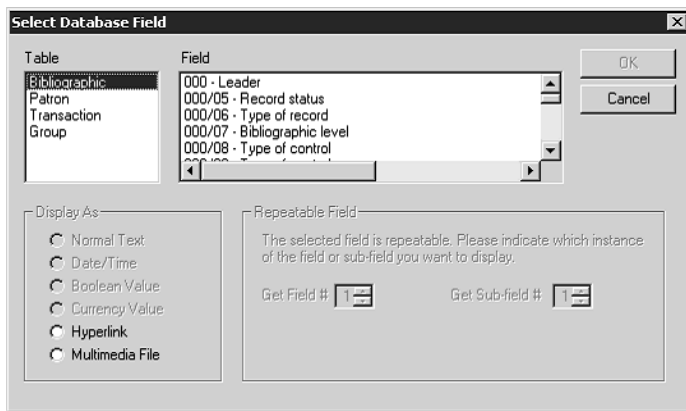 Select Database Field
Table
Field
OK
Cancel
Bibliographic
Patron
Transaction
Group
000 - Leader
000/05 - Record status
000/06 - Type of record
000/07 - Bibliographic level
000/08 - Type of control
Display As
Normal Text
Date/Time
Boolean Value
Currency Value
Hyperlink
Multimedia File
Repeatable Field
The selected field is repeatable. Please indicate which instance
of the field or sub-field you want to display.
Get Field # 1
Get Sub-field # 1